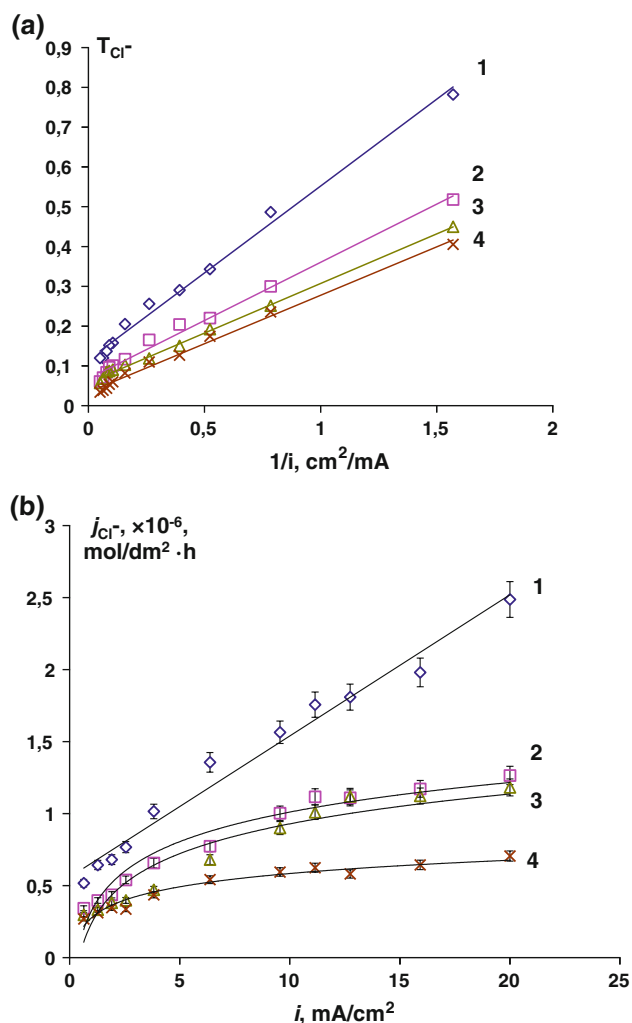 (a)
T_Cl-
0,9
0,8
0,7
0,6
0,5
0,4
0,3
0,2
0,1
0
1
2
3
4
0 0,5 1 1,5 2
1/i, cm²/mA
(b)
j_Cl-, ×10⁻⁶,
mol/dm² ·h
3
2,5
2
1,5
1
0,5
0
1
2
3
4
0 5 10 15 20 25
i, mA/cm²